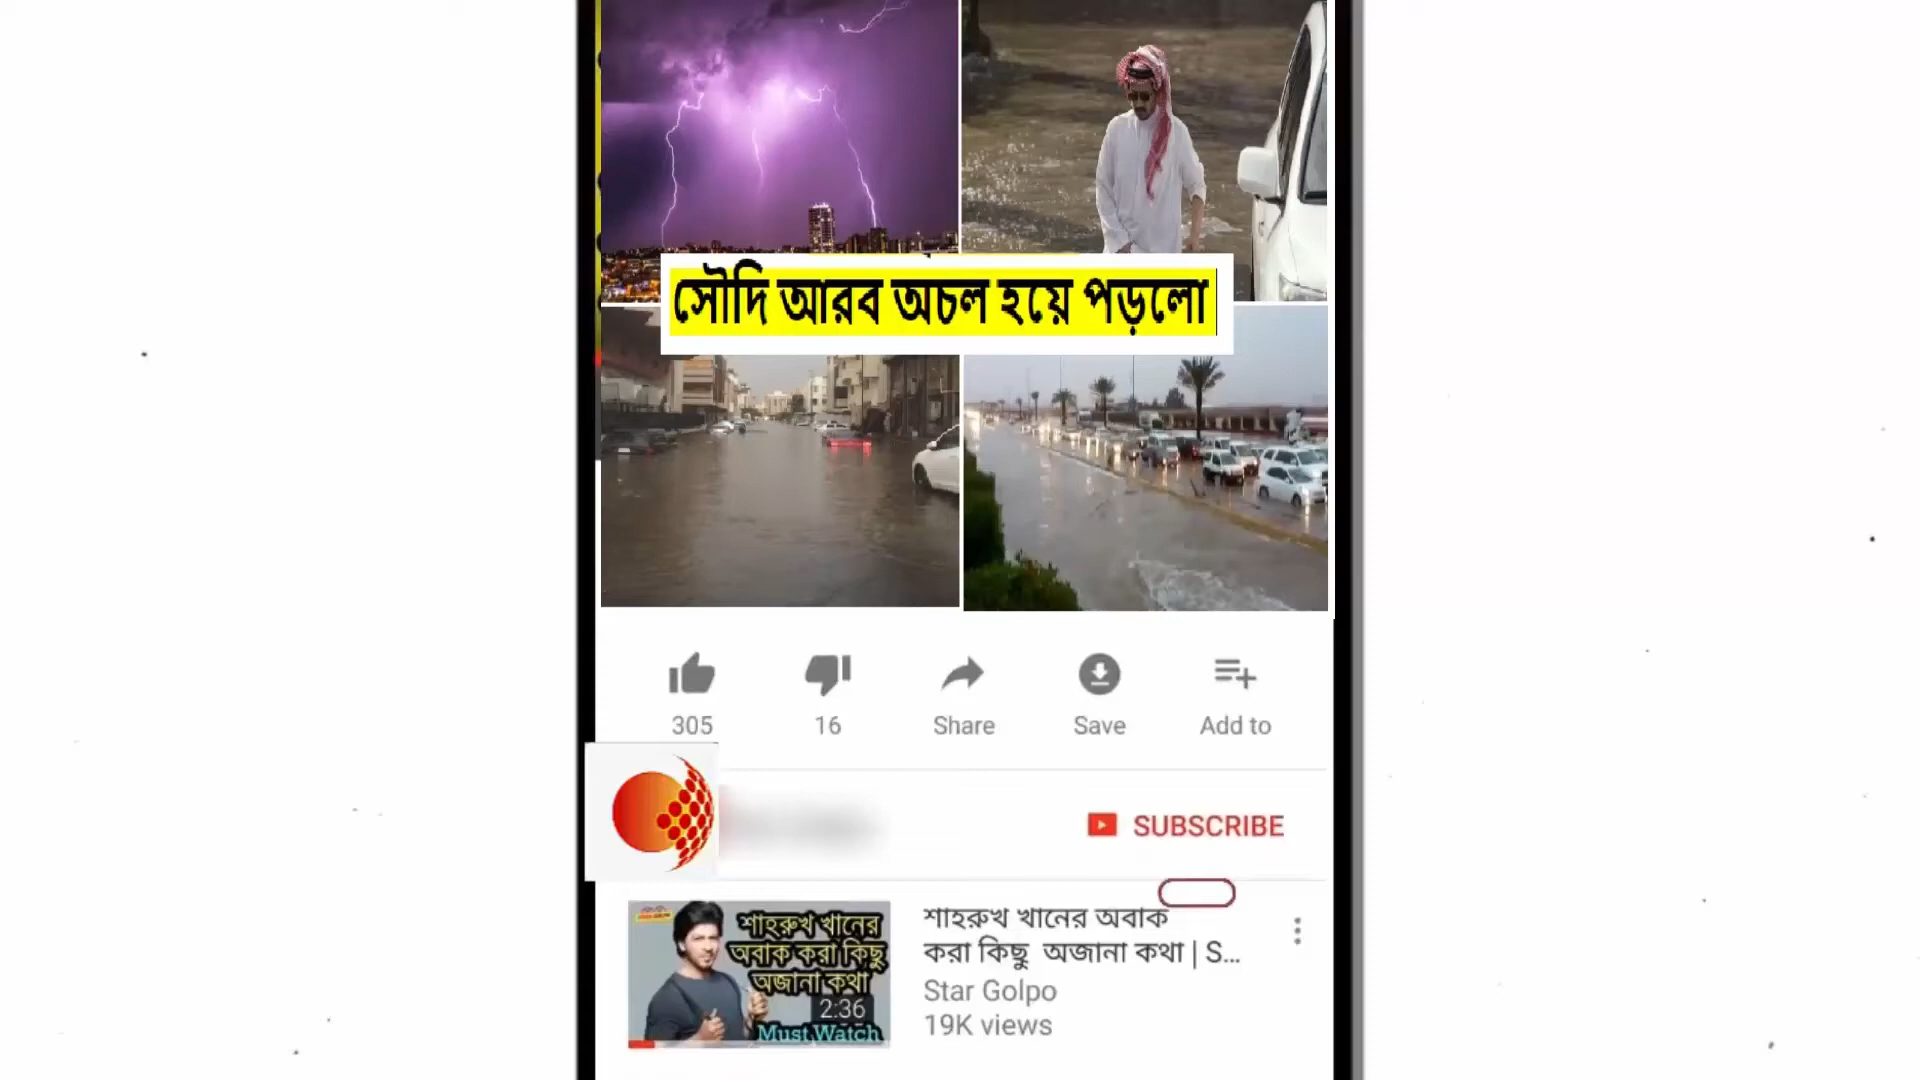 সৌদি আরব অচল হয়ে পড়লো
305
16
Share
Save
Add to
SUBSCRIBE
শাহরুখ খানের
অবাক করা কিছু
অজানা কথা
2:36
Must Watch
শাহরুখ খানের অবাক
করা কিছু অজানা কথা | S...
Star Golpo
19K views